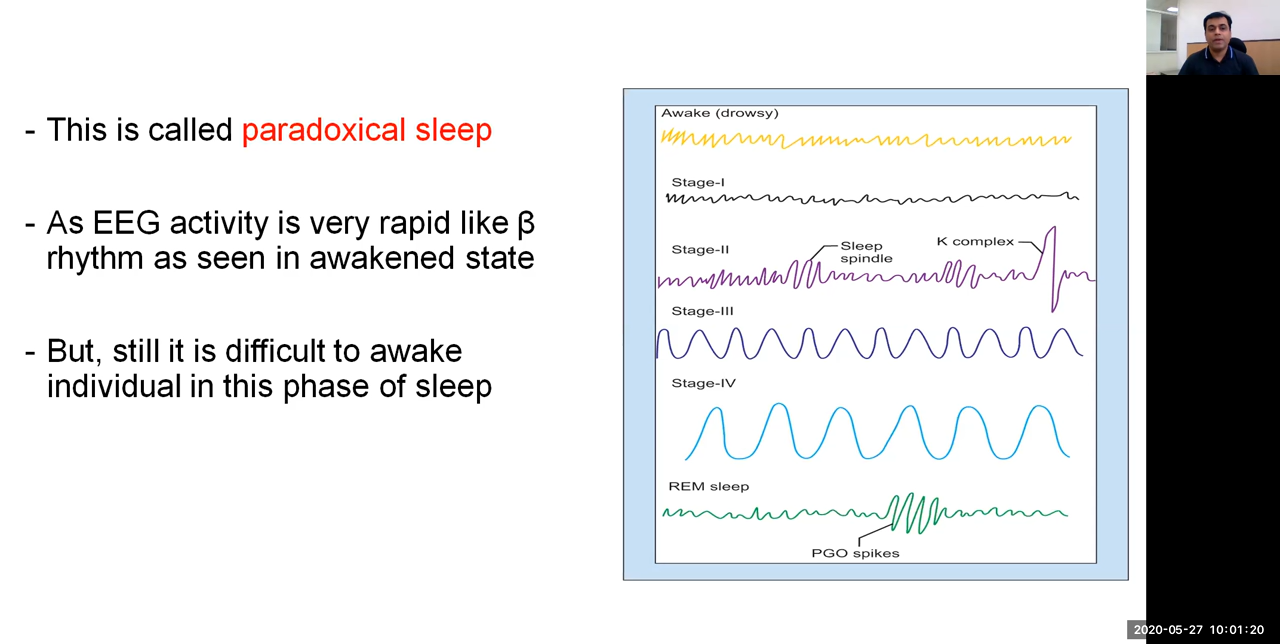 - This is called paradoxical sleep
- As EEG activity is very rapid like β
rhythm as seen in awakened state
- But, still it is difficult to awake
individual in this phase of sleep
Awake (drowsy)
Stage-I
Stage-II
Sleep
spindle
K complex
Stage-III
Stage-IV
REM sleep
PGO spikes
2020-05-27 10:01:20